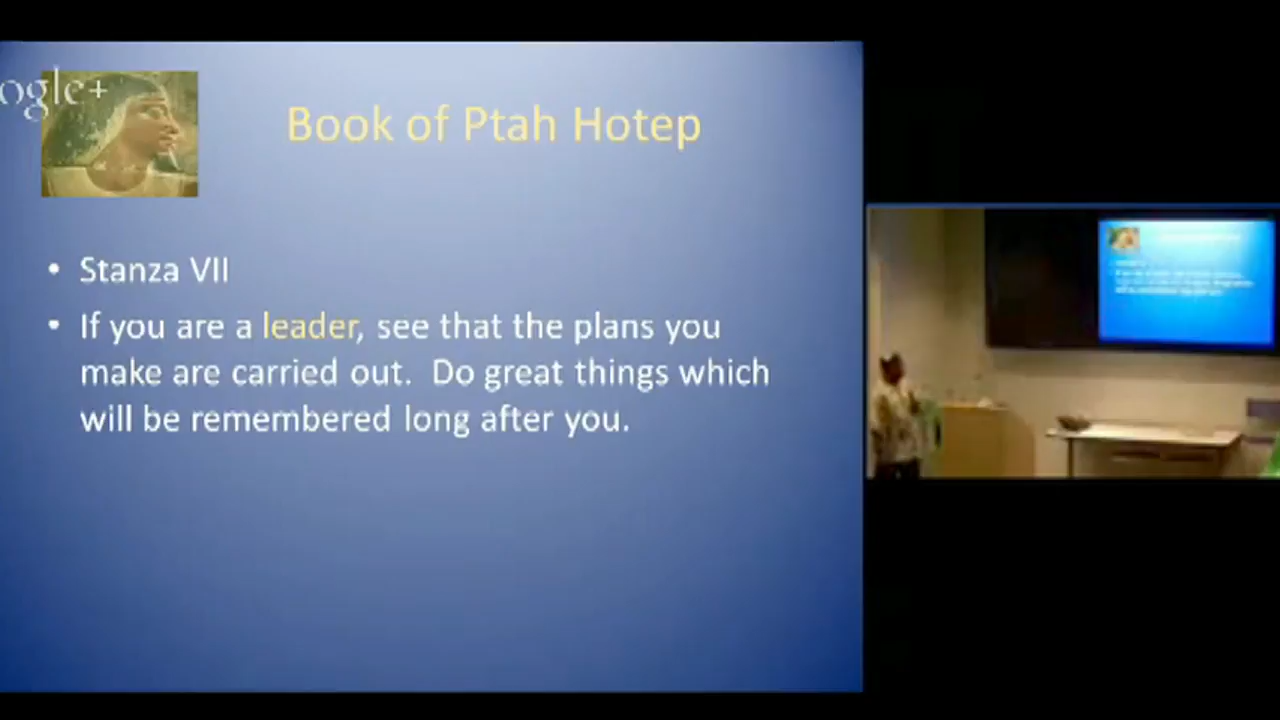 ogle+
Book of Ptah Hotep
• Stanza VII
• If you are a leader, see that the plans you
make are carried out. Do great things which
will be remembered long after you.